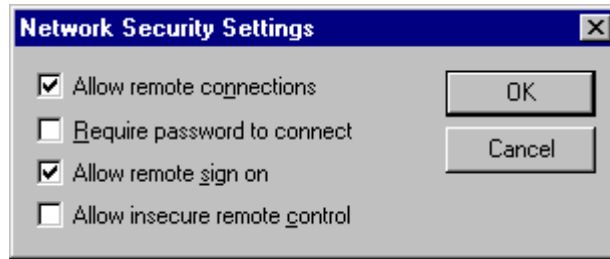 Network Security Settings
Allow remote connections
OK
Require password to connect
Cancel
Allow remote sign on
Allow insecure remote control